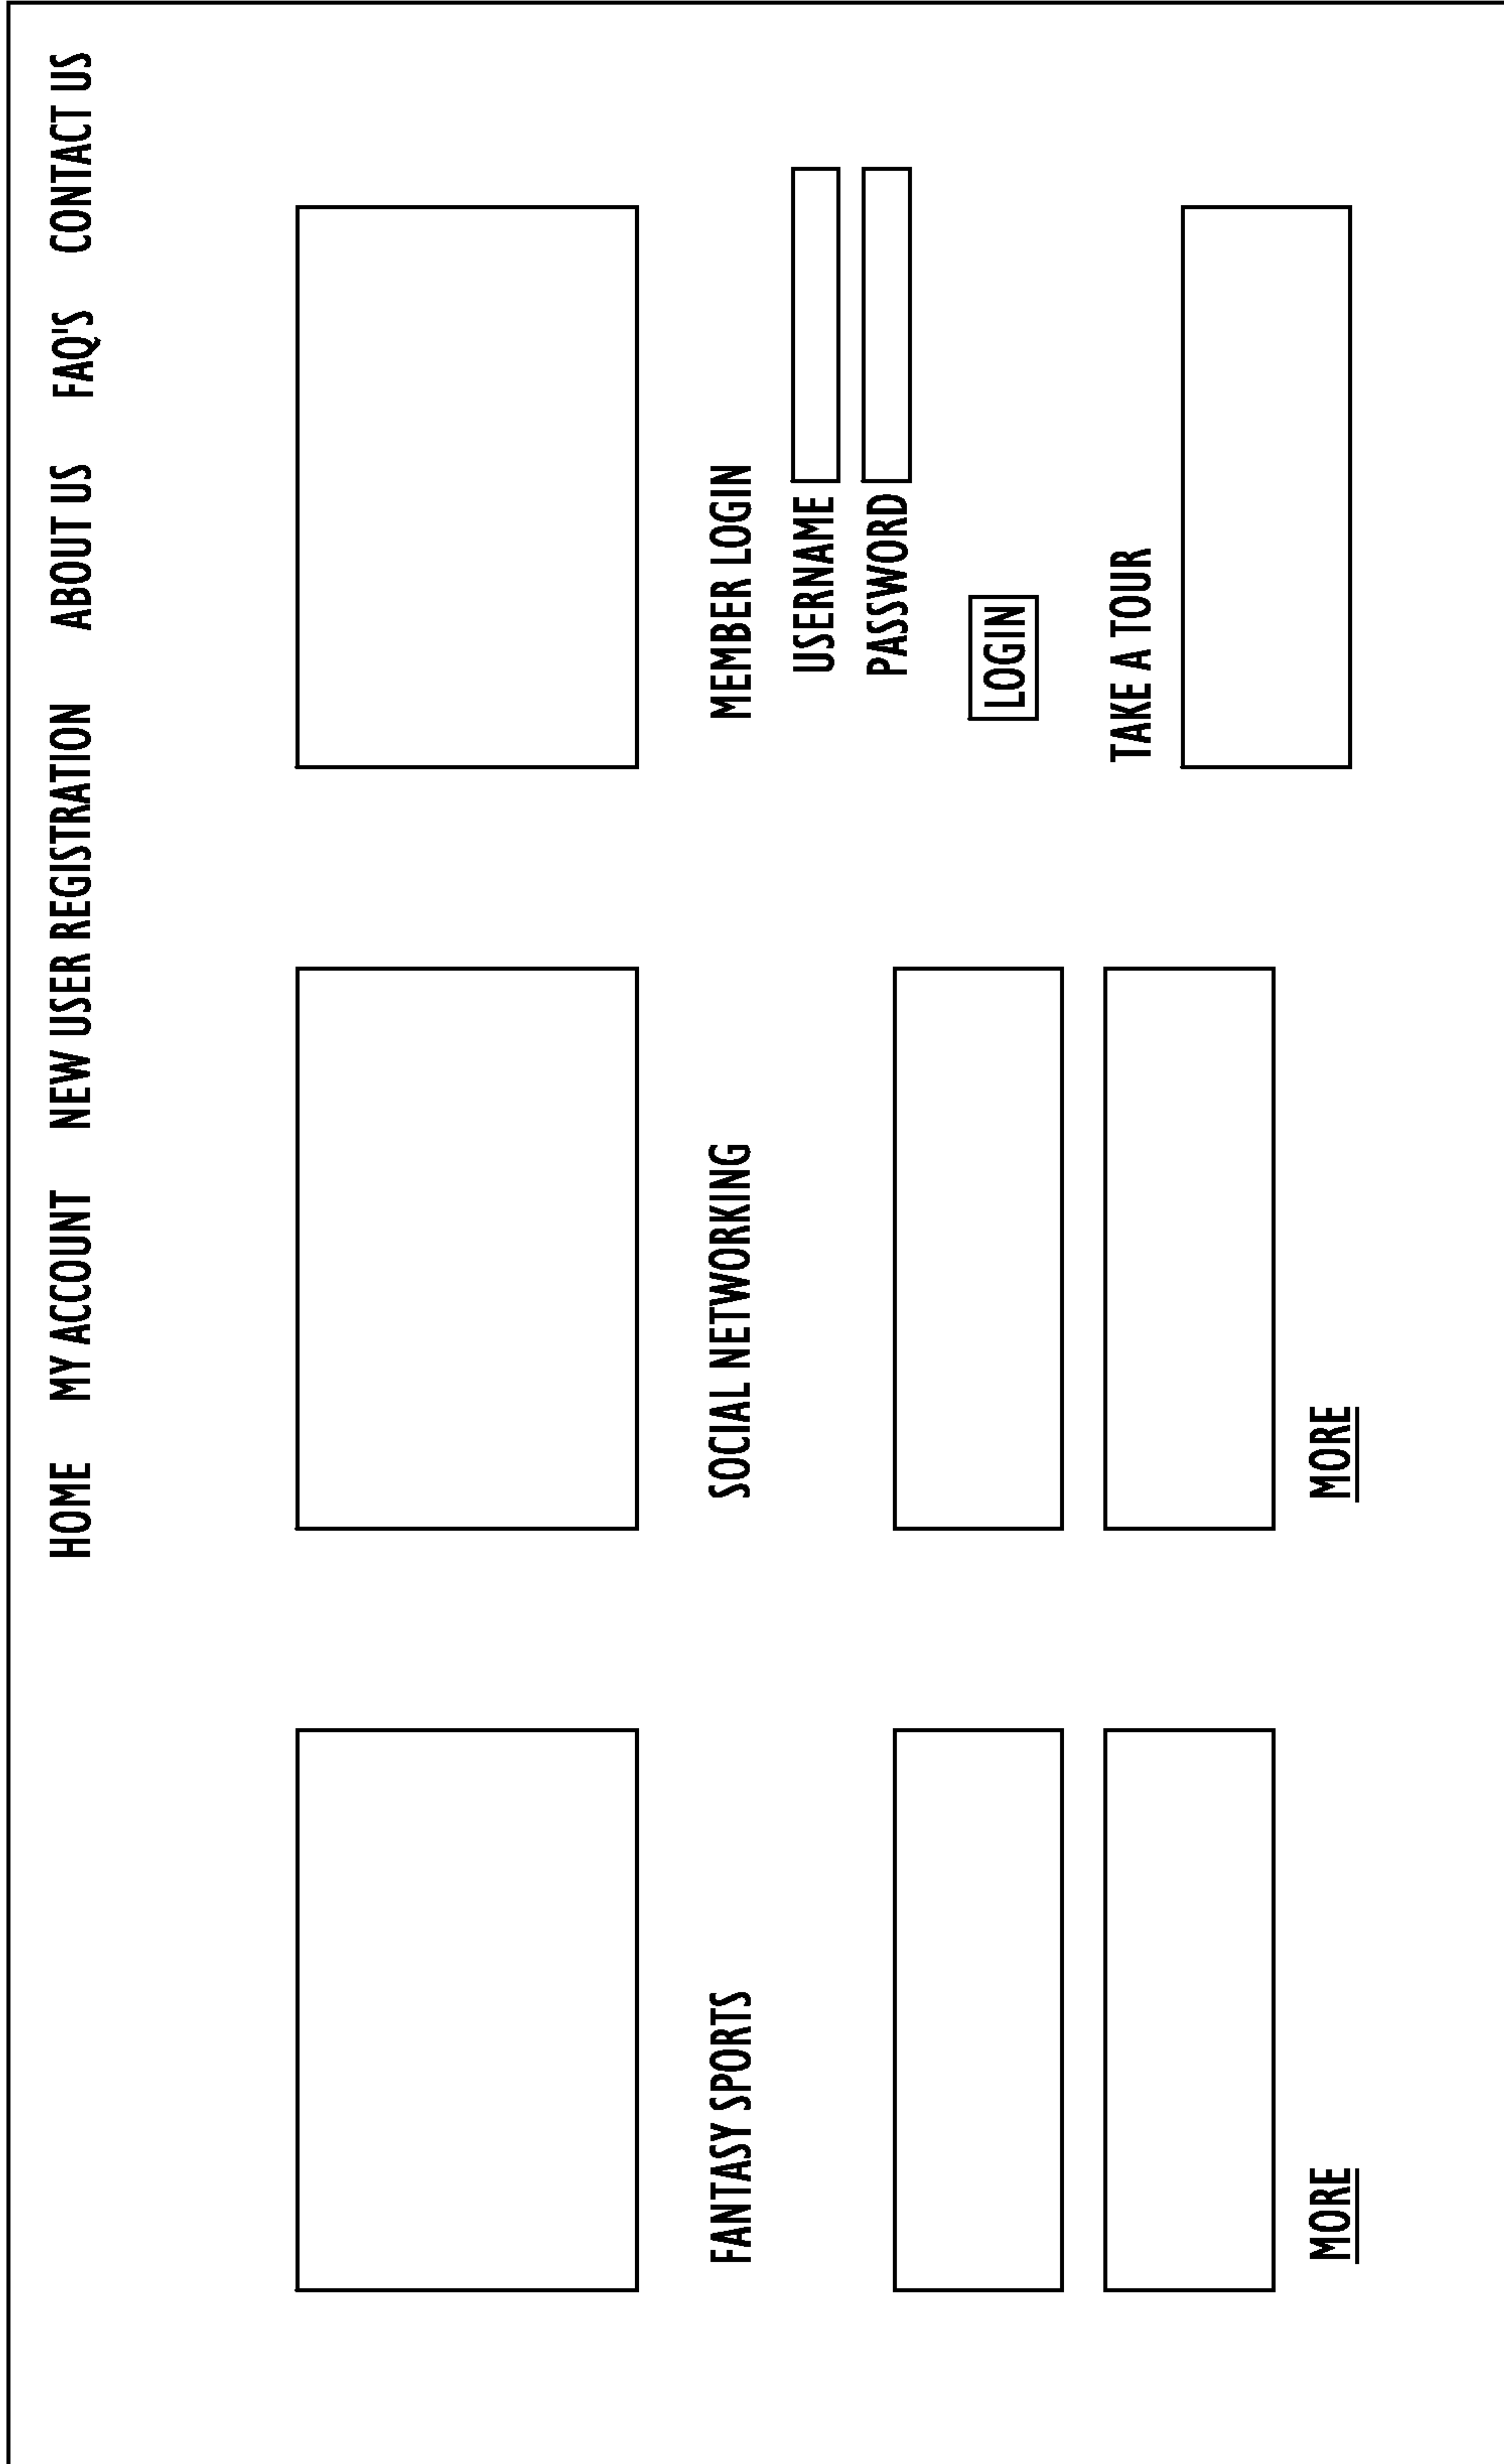 HOME MY ACCOUNT NEW USER REGISTRATION ABOUT US FAQ'S CONTACT US
FANTASY SPORTS
MORE
SOCIAL NETWORKING
MORE
MEMBER LOGIN
USERNAME
PASSWORD
LOGIN
TAKE A TOUR